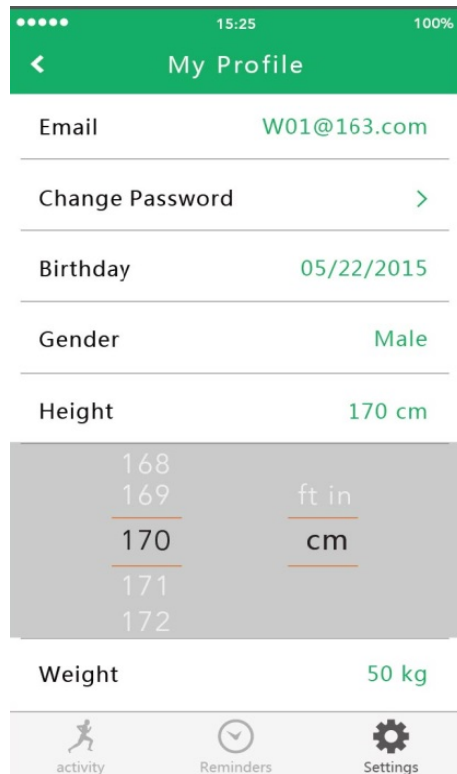 15:25 100%
My Profile
Email W01@163.com
Change Password >
Birthday 05/22/2015
Gender Male
Height 170 cm
168
169 ft in
170 cm
171
172
Weight 50 kg
activity Reminders Settings